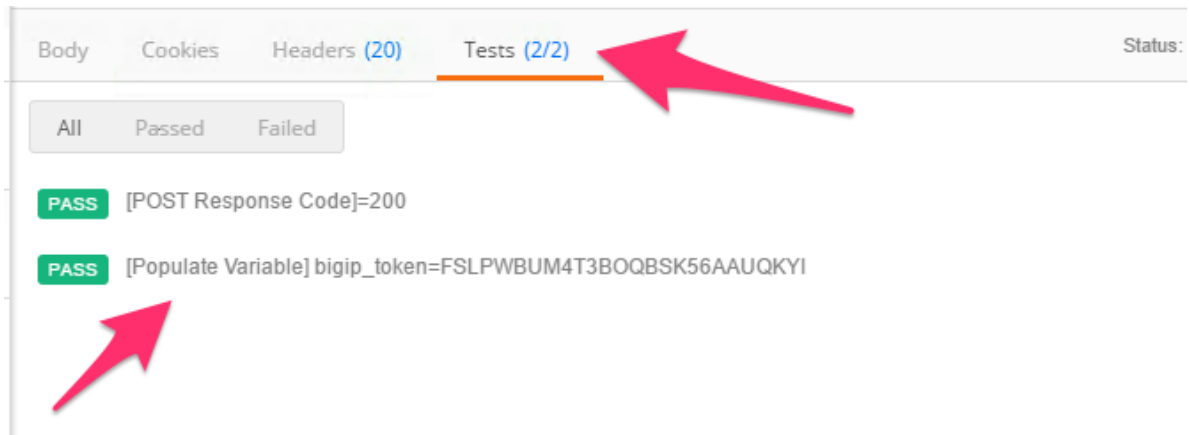 Body Cookies Headers (20) Tests (2/2) Status:
All Passed Failed
PASS [POST Response Code]=200
PASS [Populate Variable] bigip_token=FSLPWBUM4T3BOQBSK56AAUQKYI